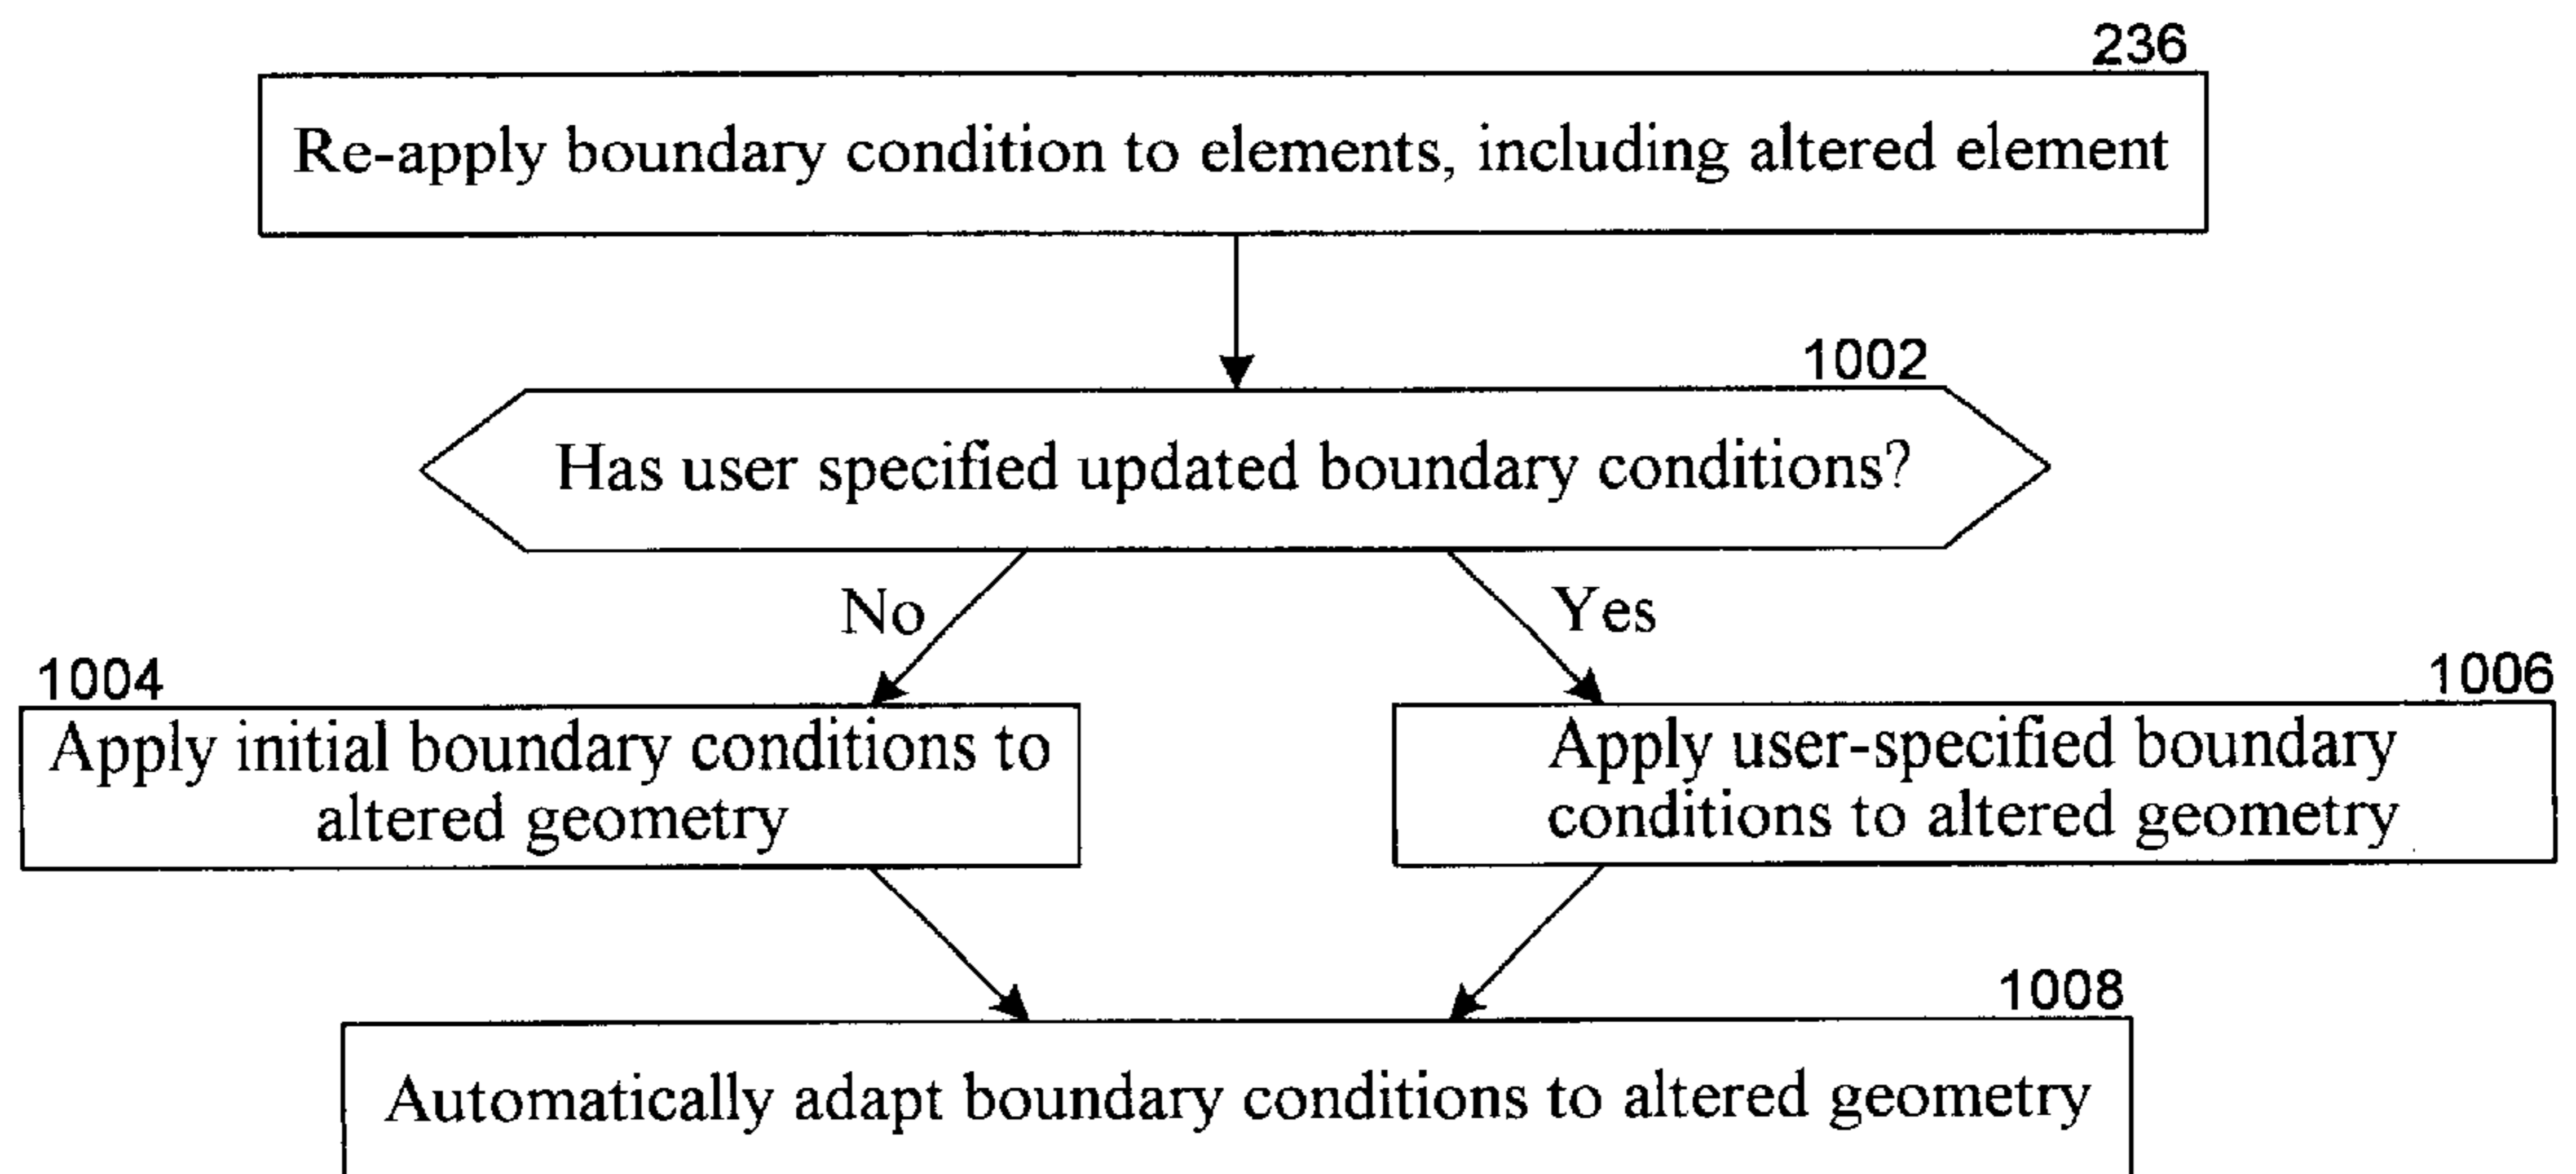 236
Re-apply boundary condition to elements, including altered element
1002
Has user specified updated boundary conditions?
No
Yes
1004
Apply initial boundary conditions to
altered geometry
1006
Apply user-specified boundary
conditions to altered geometry
1008
Automatically adapt boundary conditions to altered geometry